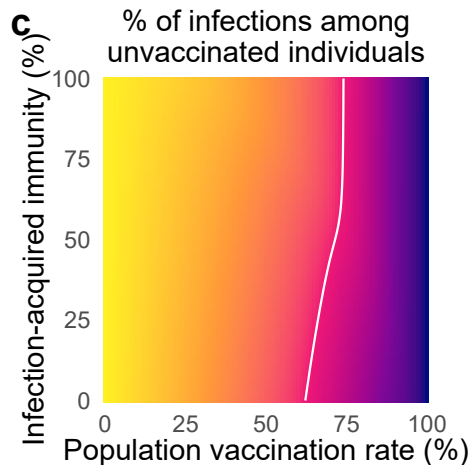 c
% of infections among
unvaccinated individuals
Infection-acquired immunity (%)
100
75
50
25
0
0 25 50 75 100
Population vaccination rate (%)